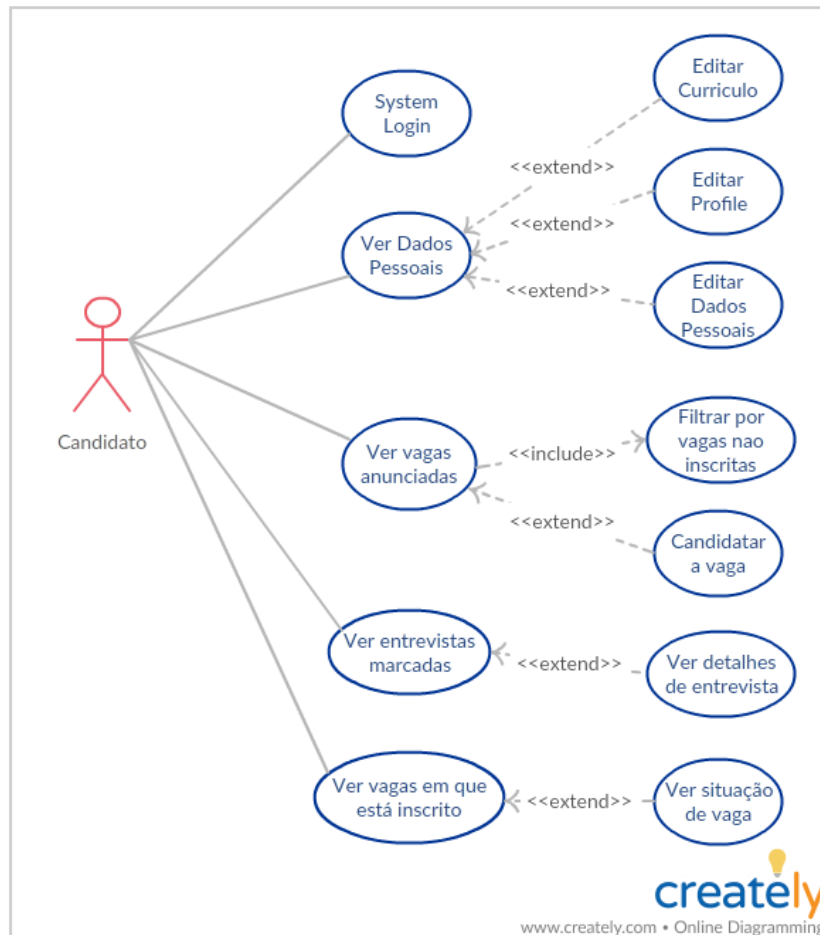 System
Login
Ver Dados
Pessoais
Editar
Curriculo
<<extend>>
Editar
Profile
<<extend>>
Editar
Dados
Pessoais
<<extend>>
Candidato
Ver vagas
anunciadas
<<include>>
Filtrar por
vagas nao
inscritas
<<extend>>
Candidatar
a vaga
Ver entrevistas
marcadas
<<extend>>
Ver detalhes
de entrevista
Ver vagas em que
está inscrito
<<extend>>
Ver situação
de vaga
creately
www.creately.com • Online Diagramming